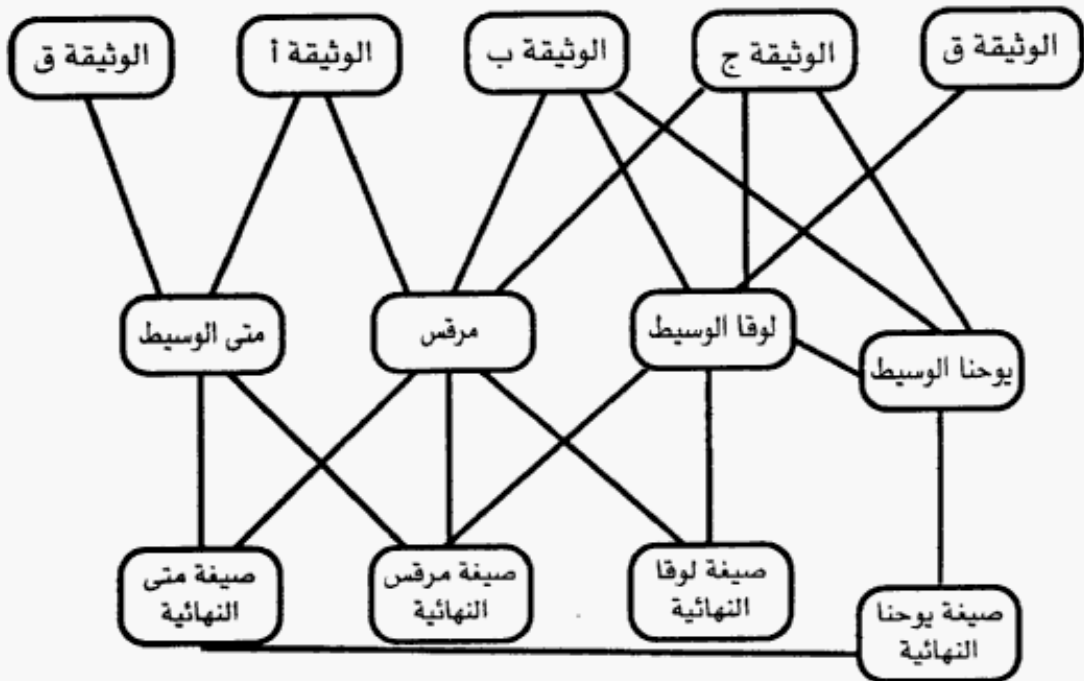 الوثيقة ق
الوثيقة ج
الوثيقة ب
الوثيقة أ
الوثيقة ق
يوحنا الوسيط
لوقا الوسيط
مرقس
متى الوسيط
صيغة يوحنا
النهائية
صيغة لوقا
النهائية
صيغة مرقس
النهائية
صيغة متى
النهائية